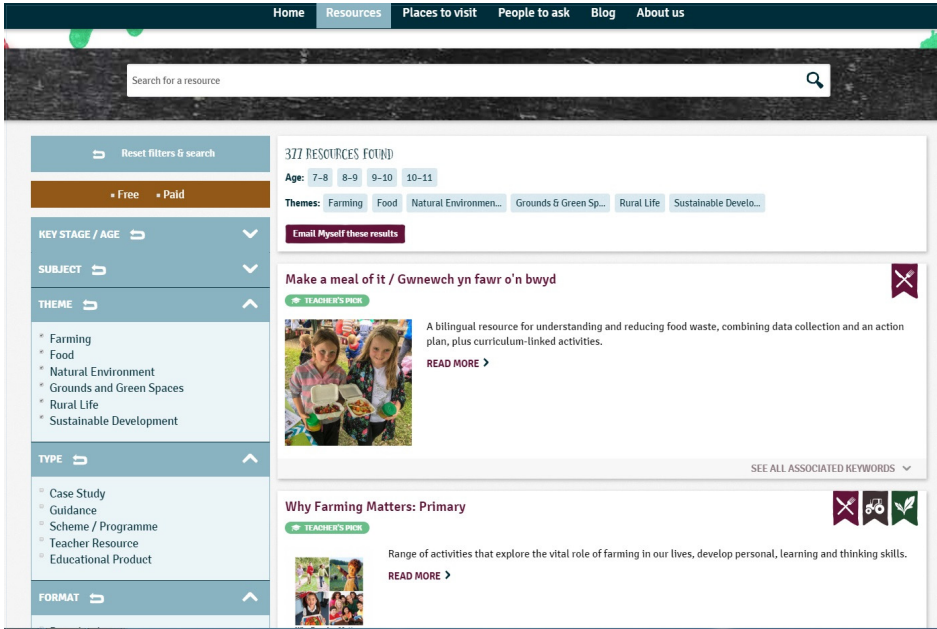 Home Resources Places to visit People to ask Blog About us
Search for a resource
Reset filters & search
Free Paid
KEY STAGE / AGE
SUBJECT
THEME
Farming
Food
Natural Environment
Grounds and Green Spaces
Rural Life
Sustainable Development
TYPE
Case Study
Guidance
Scheme / Programme
Teacher Resource
Educational Product
FORMAT
377 RESOURCES FOUND
Age: 7-8 8-9 9-10 10-11
Themes: Farming Food Natural Environmen... Grounds & Green Sp... Rural Life Sustainable Develo...
Email Myself these results
Make a meal of it / Gwnewch yn fawr o'n bwyd
TEACHER'S PICK
A bilingual resource for understanding and reducing food waste, combining data collection and an action
plan, plus curriculum-linked activities.
READ MORE
SEE ALL ASSOCIATED KEYWORDS
Why Farming Matters: Primary
TEACHER'S PICK
Range of activities that explore the vital role of farming in our lives, develop personal, learning and thinking skills.
READ MORE